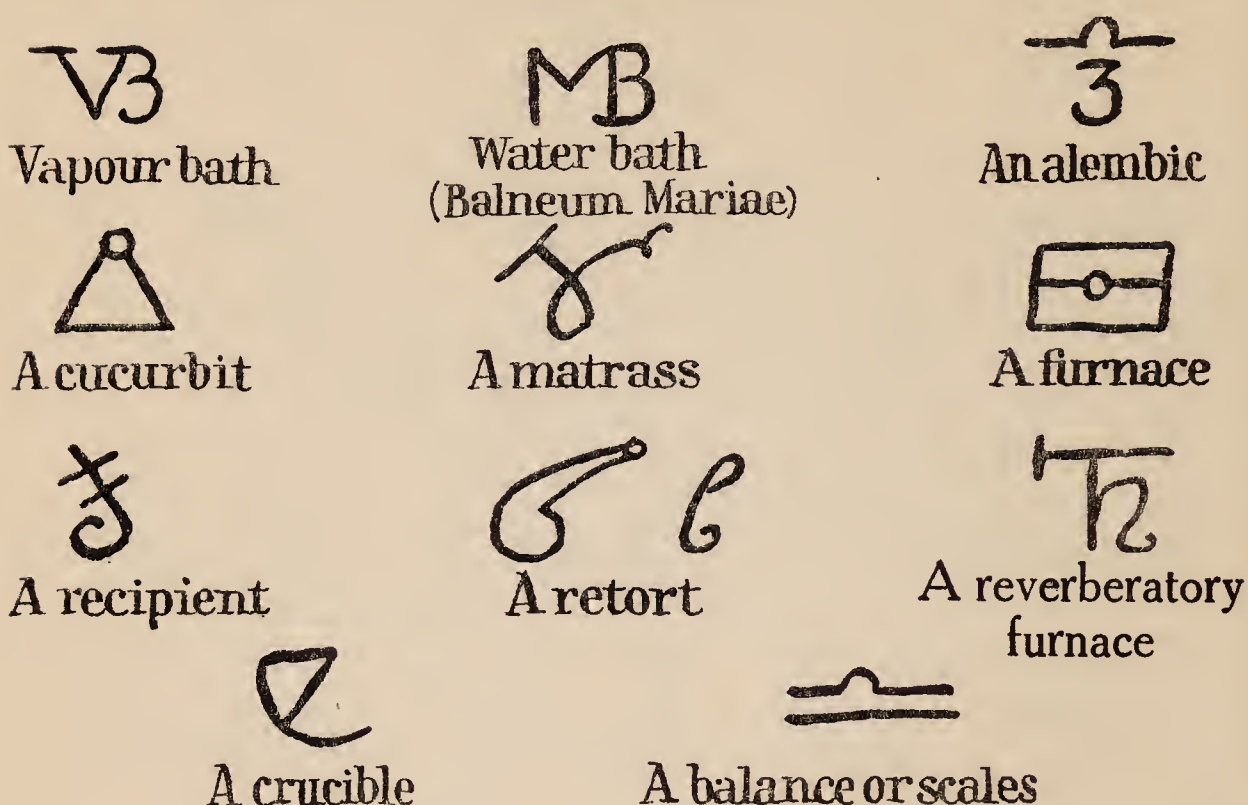 VB
MB
3
Vapour bath
Water bath
(Balneum Mariae)
An alembic
A cucurbit
A matrass
A furnace
A recipient
A retort
A reverberatory
furnace
A crucible
A balance or scales